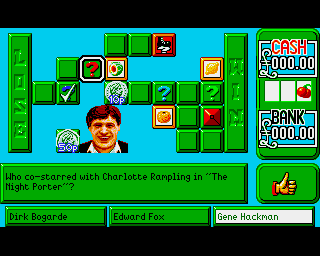 LOSE
WIN
CASH
£000.00
BANK
£000.00
?
?
?
10p
50p
Who co-starred with Charlotte Rampling in "The
Night Porter"?
Dirk Bogarde
Edward Fox
Gene Hackman